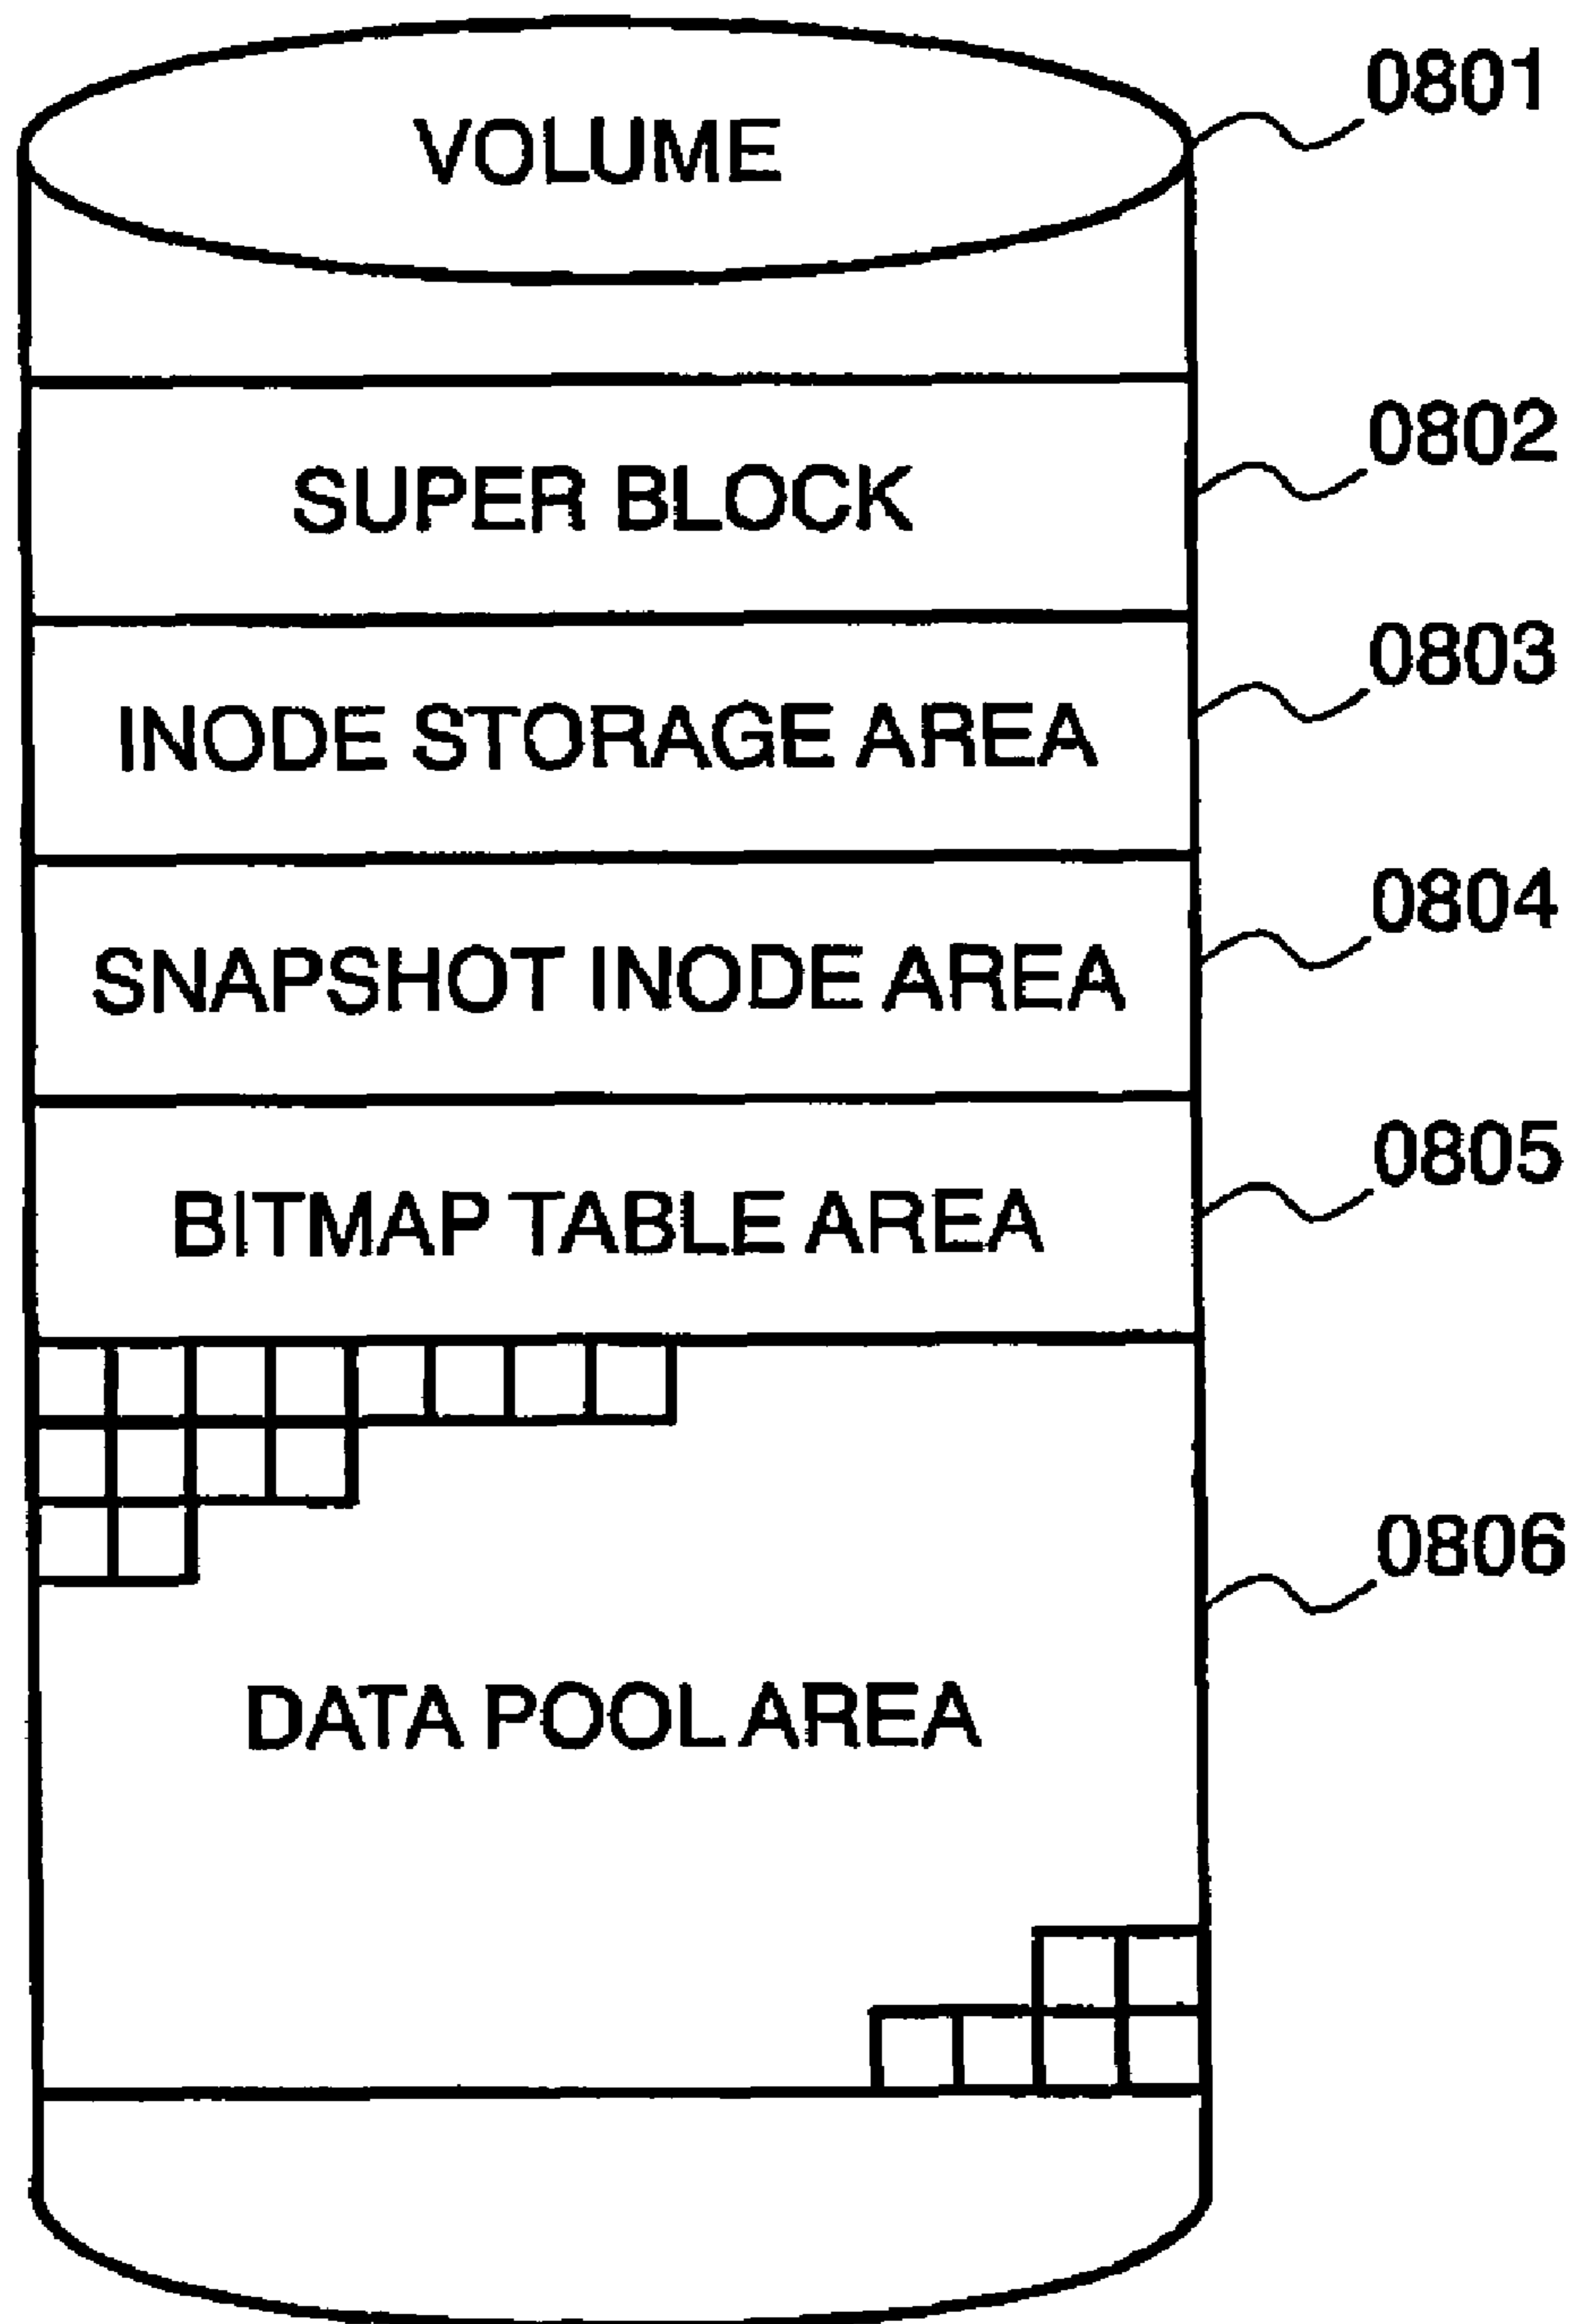 VOLUME
0801
SUPER BLOCK
0802
INODE STORAGE AREA
0803
SNAPSHOT INODE AREA
0804
BITMAP TABLE AREA
0805
DATA POOL AREA
0806